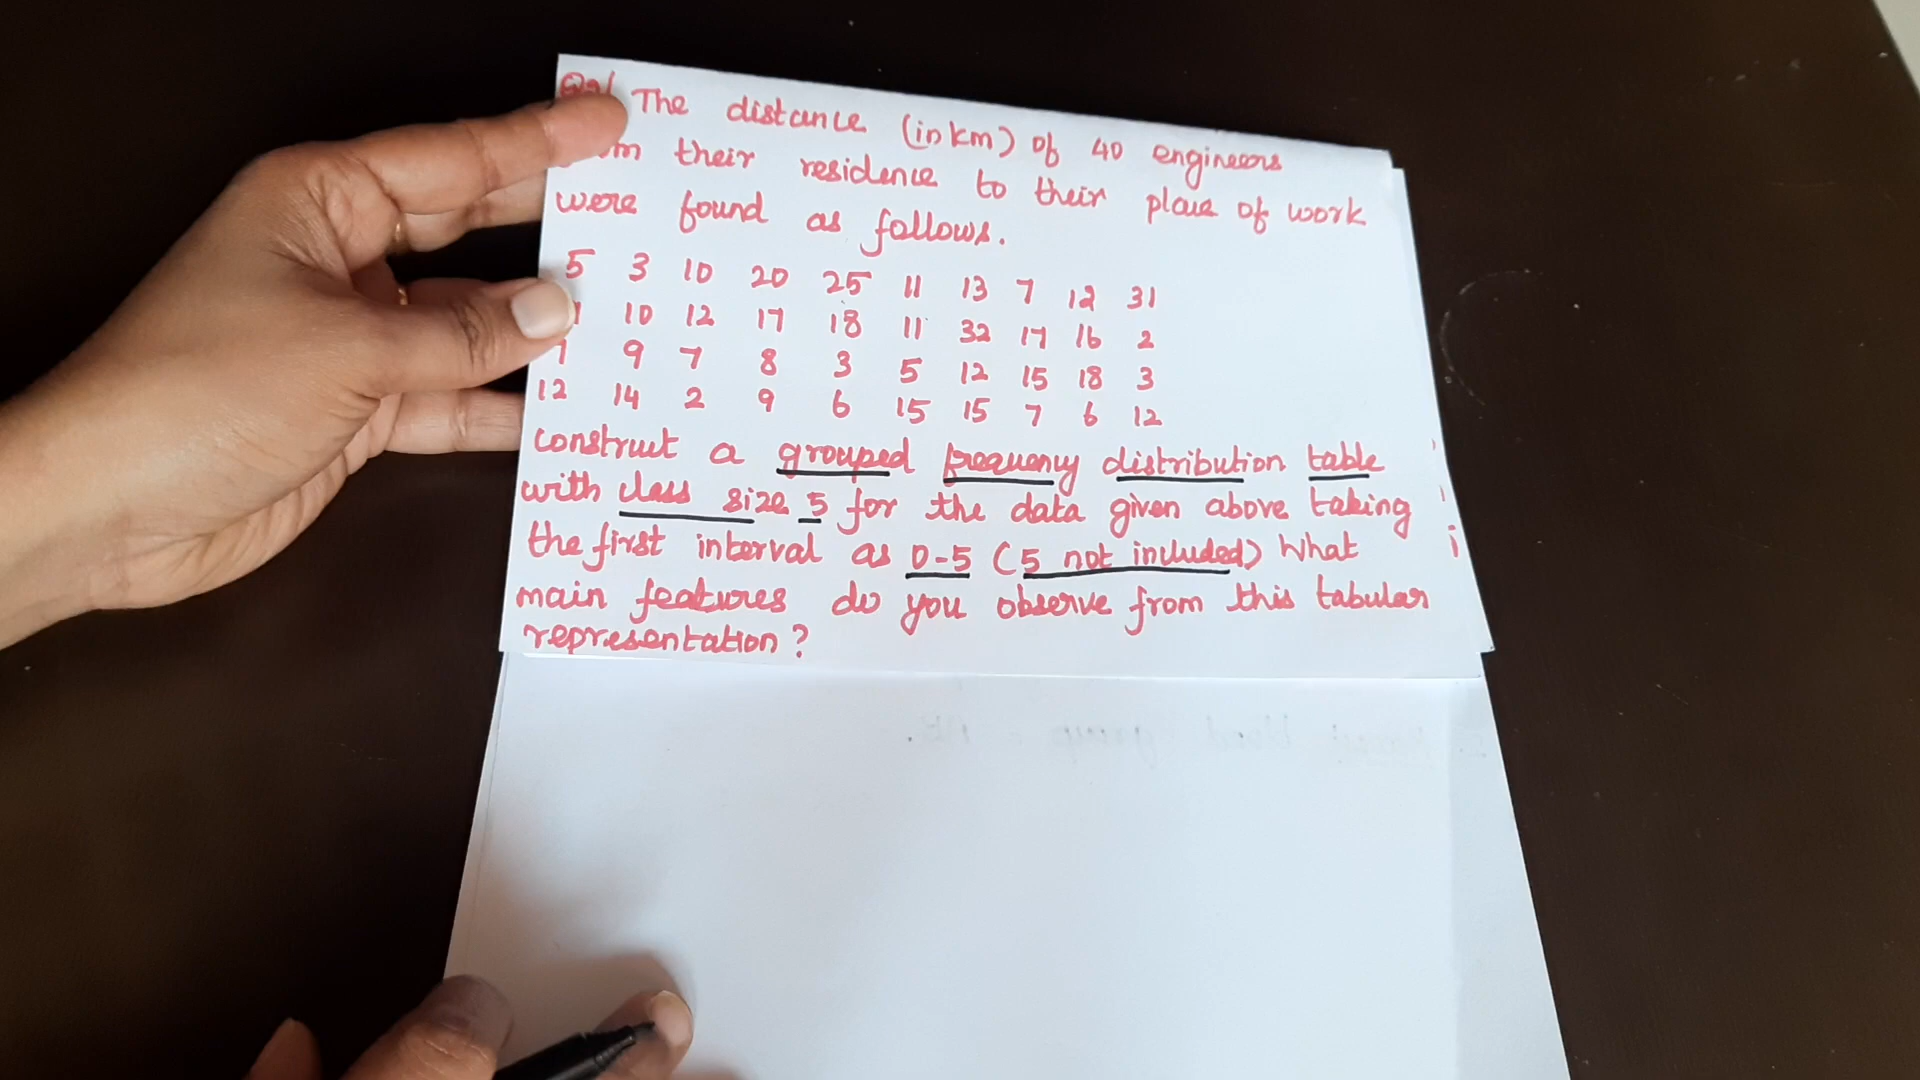 The distance (in km) of 40 engineers
their residence to their place of work
were found as follows.
5 3 10 20 25 11 13 7 12 31
10 12 17 18 11 32 17 16 2
7 9 7 8 3 5 12 15 18 3
12 14 2 9 6 15 15 7 6 12
construct a grouped frequency distribution table
with class size 5 for the data given above taking
the first interval as 0-5 (5 not included) What
main features do you observe from this tabular
representation?